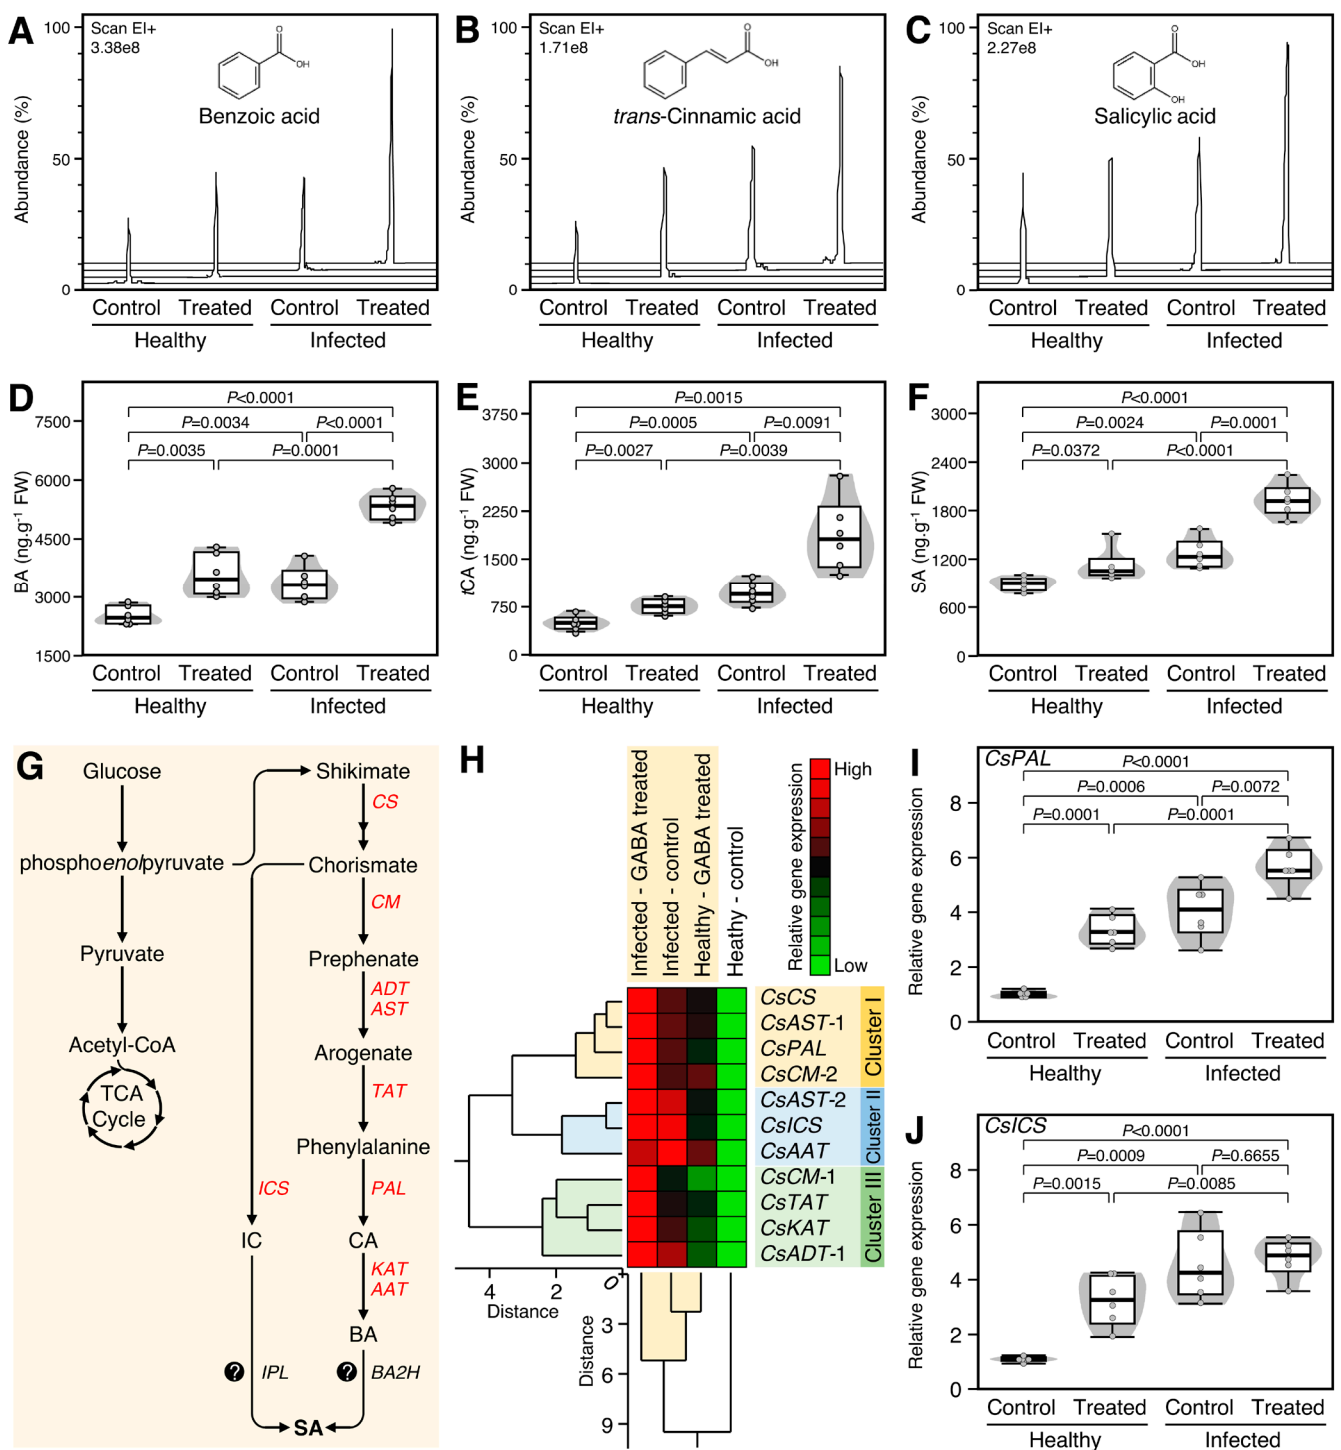 A
Scan EI+
3.38e8
Benzoic acid
O
OH
Abundance (%)
100
50
0
Control Treated Control Treated
Healthy Infected
B
Scan EI+
1.71e8
trans-Cinnamic acid
O
OH
Abundance (%)
100
50
0
Control Treated Control Treated
Healthy Infected
C
Scan EI+
2.27e8
Salicylic acid
O
OH
OH
Abundance (%)
100
50
0
Control Treated Control Treated
Healthy Infected
D
BA (ng.g⁻¹ FW)
7500
6000
4500
3000
1500
P<0.0001
P=0.0034 P<0.0001
P=0.0035 P=0.0001
Control Treated Control Treated
Healthy Infected
E
tCA (ng.g⁻¹ FW)
3750
3000
2250
1500
750
0
P=0.0015
P=0.0005 P=0.0091
P=0.0027 P=0.0039
Control Treated Control Treated
Healthy Infected
F
SA (ng.g⁻¹ FW)
3000
2400
1800
1200
600
0
P<0.0001
P=0.0024 P=0.0001
P=0.0372 P<0.0001
Control Treated Control Treated
Healthy Infected
G
Glucose
phosphoenolpyruvate
Pyruvate
Acetyl-CoA
TCA
Cycle
Shikimate
CS
Chorismate
CM
Prephenate
ADT
AST
Arogenate
TAT
Phenylalanine
ICS PAL
IC CA
KAT
AAT
BA
? IPL ? BA2H
SA
H
Infected - GABA treated
Infected - control
Healthy - GABA treated
Heathy - control
Relative gene expression
High
Low
CsCS
CsAST-1
CsPAL
CsCM-2
Cluster I
CsAST-2
CsICS
CsAAT
Cluster II
CsCM-1
CsTAT
CsKAT
CsADT-1
Cluster III
4 2 0
Distance
Distance
3
6
9
I
CsPAL
Relative gene expression
8
6
4
2
0
P<0.0001
P=0.0006 P=0.0072
P=0.0001 P=0.0001
Control Treated Control Treated
Healthy Infected
J
CsICS
Relative gene expression
8
6
4
2
0
P<0.0001
P=0.0009 P=0.6655
P=0.0015 P=0.0085
Control Treated Control Treated
Healthy Infected